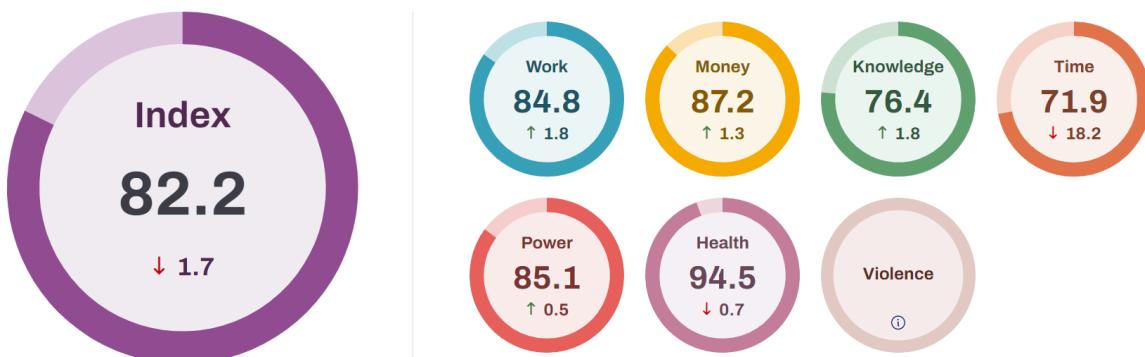 Index
82.2
↓ 1.7
Work
84.8
↑ 1.8
Money
87.2
↑ 1.3
Knowledge
76.4
↑ 1.8
Time
71.9
↓ 18.2
Power
85.1
↑ 0.5
Health
94.5
↓ 0.7
Violence